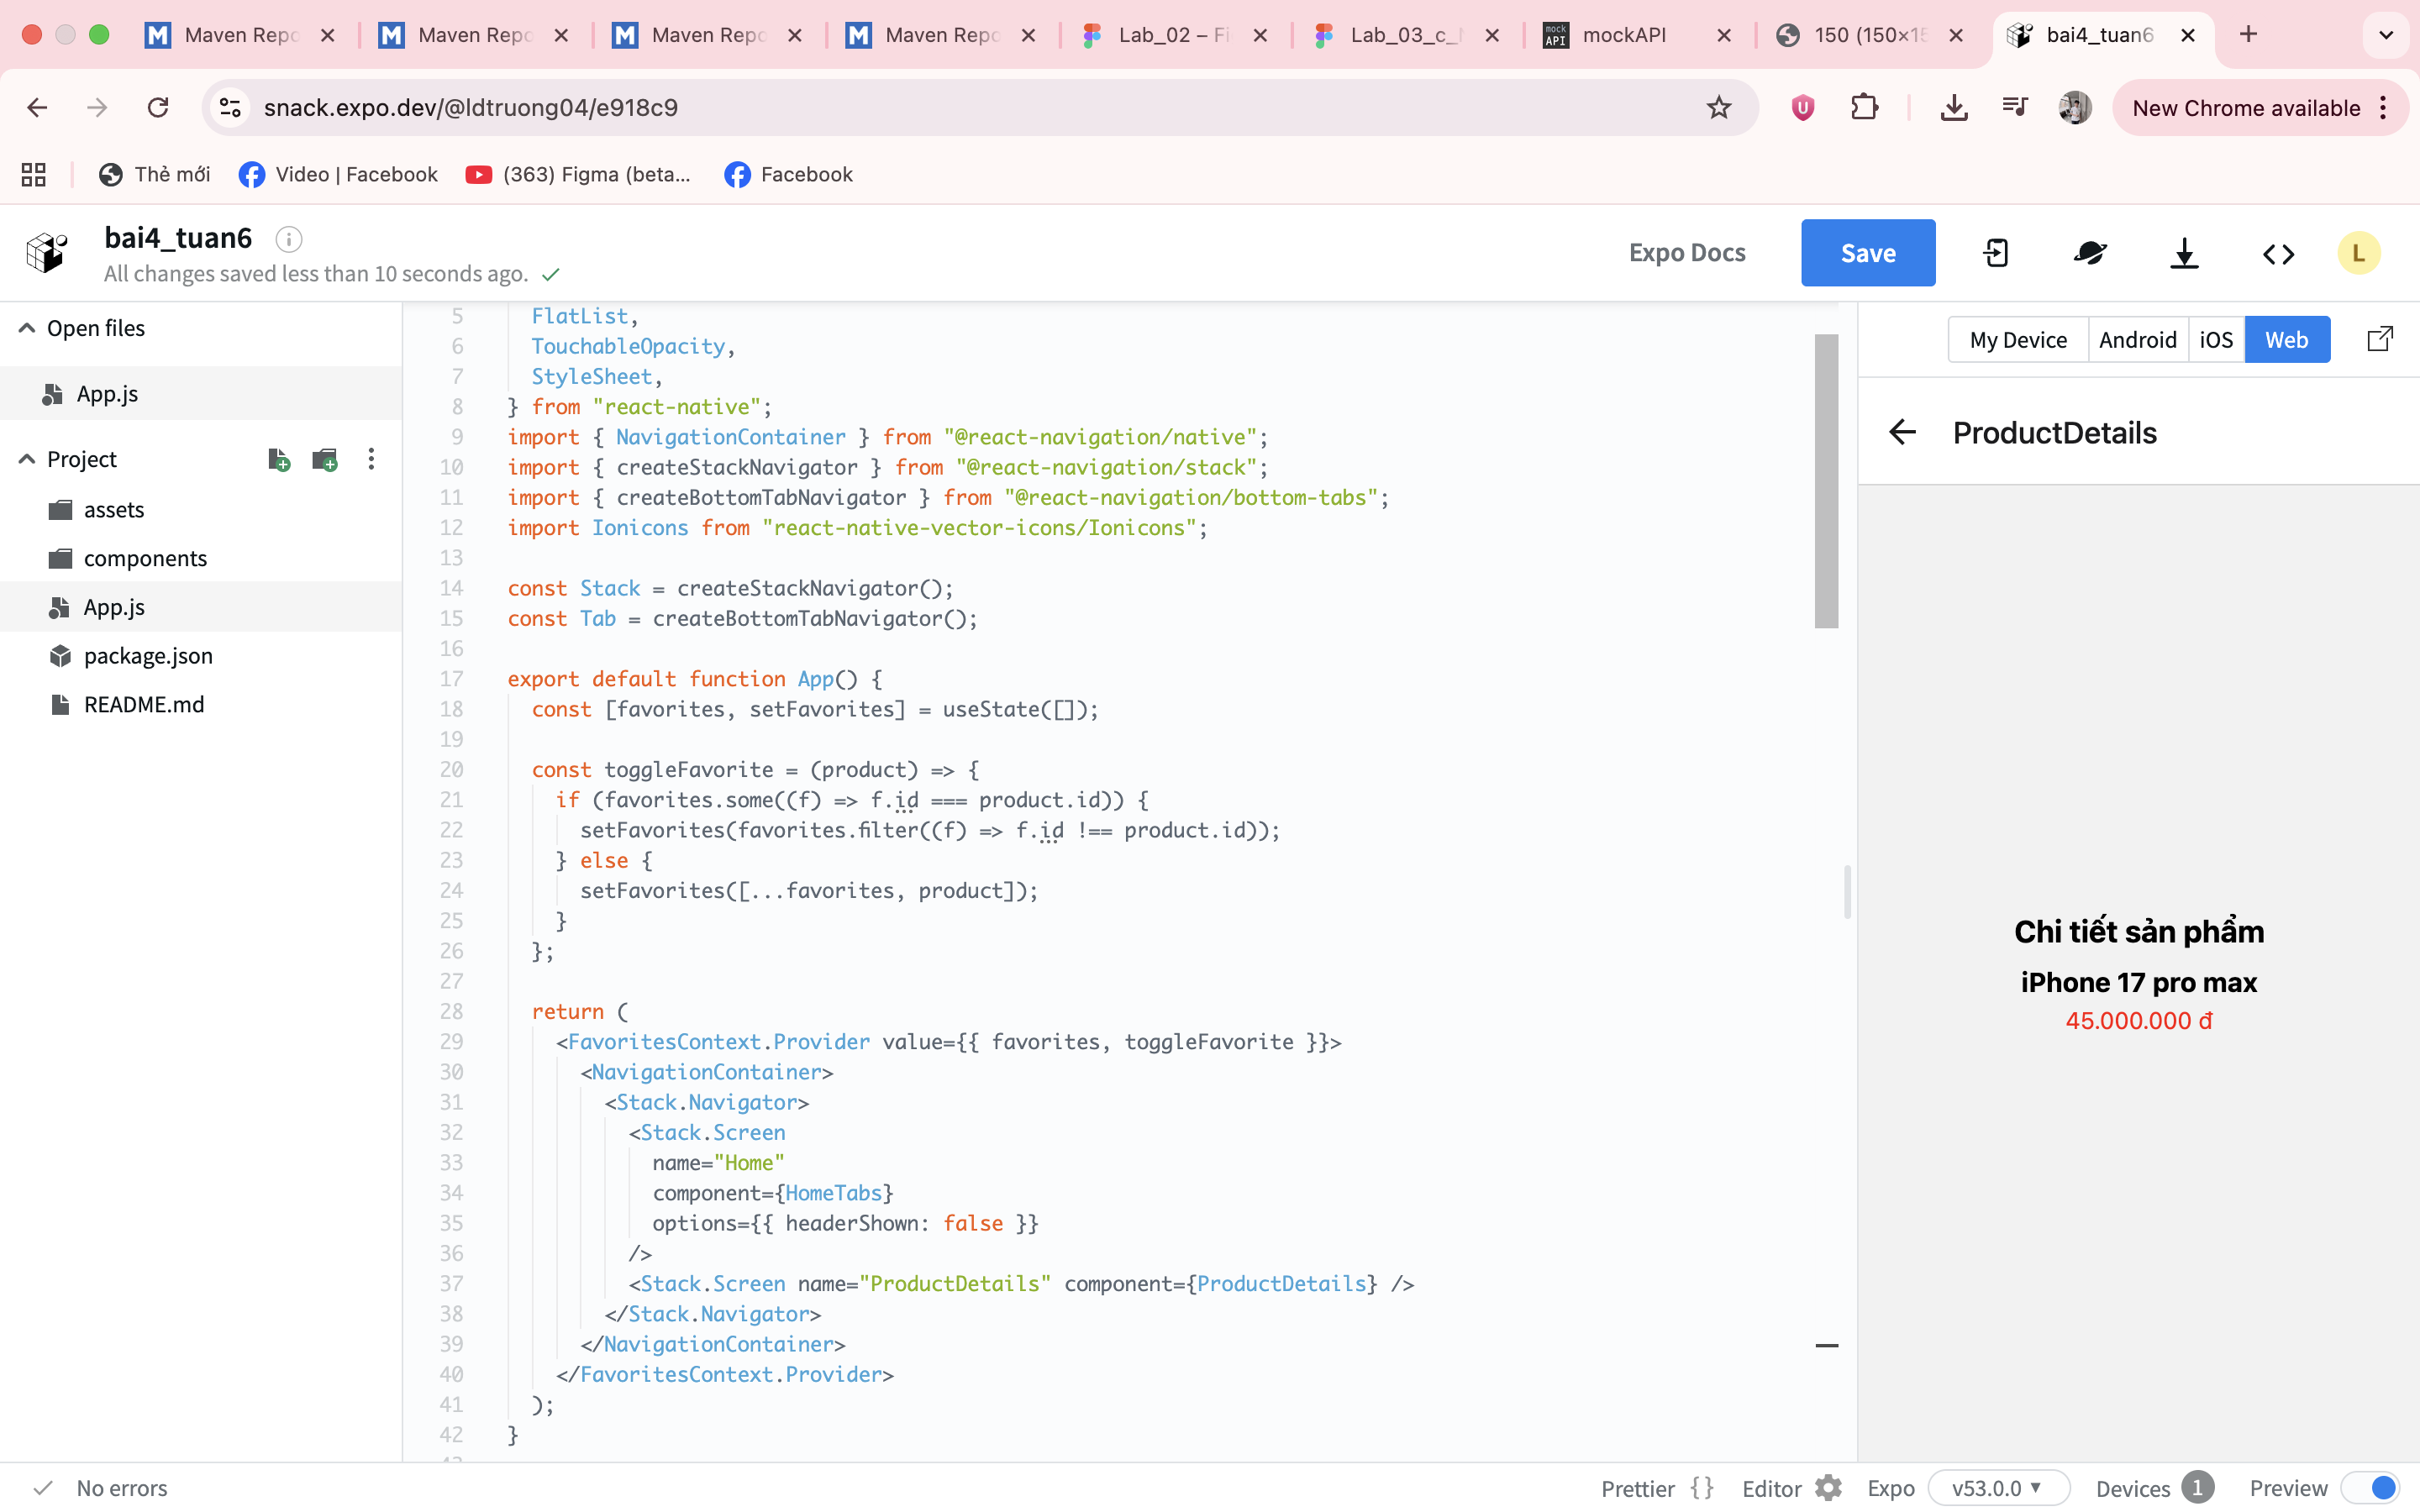 Maven Repo
Maven Repo
Maven Repo
Maven Repo
Lab_02 – Fi
Lab_03_c_
mockAPI
150 (150×15
bai4_tuan6
snack.expo.dev/@ldtruong04/e918c9
New Chrome available
Thẻ mới
Video | Facebook
(363) Figma (beta...
Facebook
bai4_tuan6
All changes saved less than 10 seconds ago.
Expo Docs
Save
L
Open files
App.js
Project
assets
components
App.js
package.json
README.md
5 FlatList,
6 TouchableOpacity,
7 StyleSheet,
8 } from "react-native";
9 import { NavigationContainer } from "@react-navigation/native";
10 import { createStackNavigator } from "@react-navigation/stack";
11 import { createBottomTabNavigator } from "@react-navigation/bottom-tabs";
12 import Ionicons from "react-native-vector-icons/Ionicons";
13
14 const Stack = createStackNavigator();
15 const Tab = createBottomTabNavigator();
16
17 export default function App() {
18 const [favorites, setFavorites] = useState([]);
19
20 const toggleFavorite = (product) => {
21 if (favorites.some((f) => f.id === product.id)) {
22 setFavorites(favorites.filter((f) => f.id !== product.id));
23 } else {
24 setFavorites([...favorites, product]);
25 }
26 };
27
28 return (
29 <FavoritesContext.Provider value={{ favorites, toggleFavorite }}>
30 <NavigationContainer>
31 <Stack.Navigator>
32 <Stack.Screen
33 name="Home"
34 component={HomeTabs}
35 options={{ headerShown: false }}
36 />
37 <Stack.Screen name="ProductDetails" component={ProductDetails} />
38 </Stack.Navigator>
39 </NavigationContainer>
40 </FavoritesContext.Provider>
41 );
42 }
My Device
Android
iOS
Web
ProductDetails
Chi tiết sản phẩm
iPhone 17 pro max
45.000.000 đ
No errors
Prettier {}
Editor
Expo
v53.0.0
Devices 1
Preview